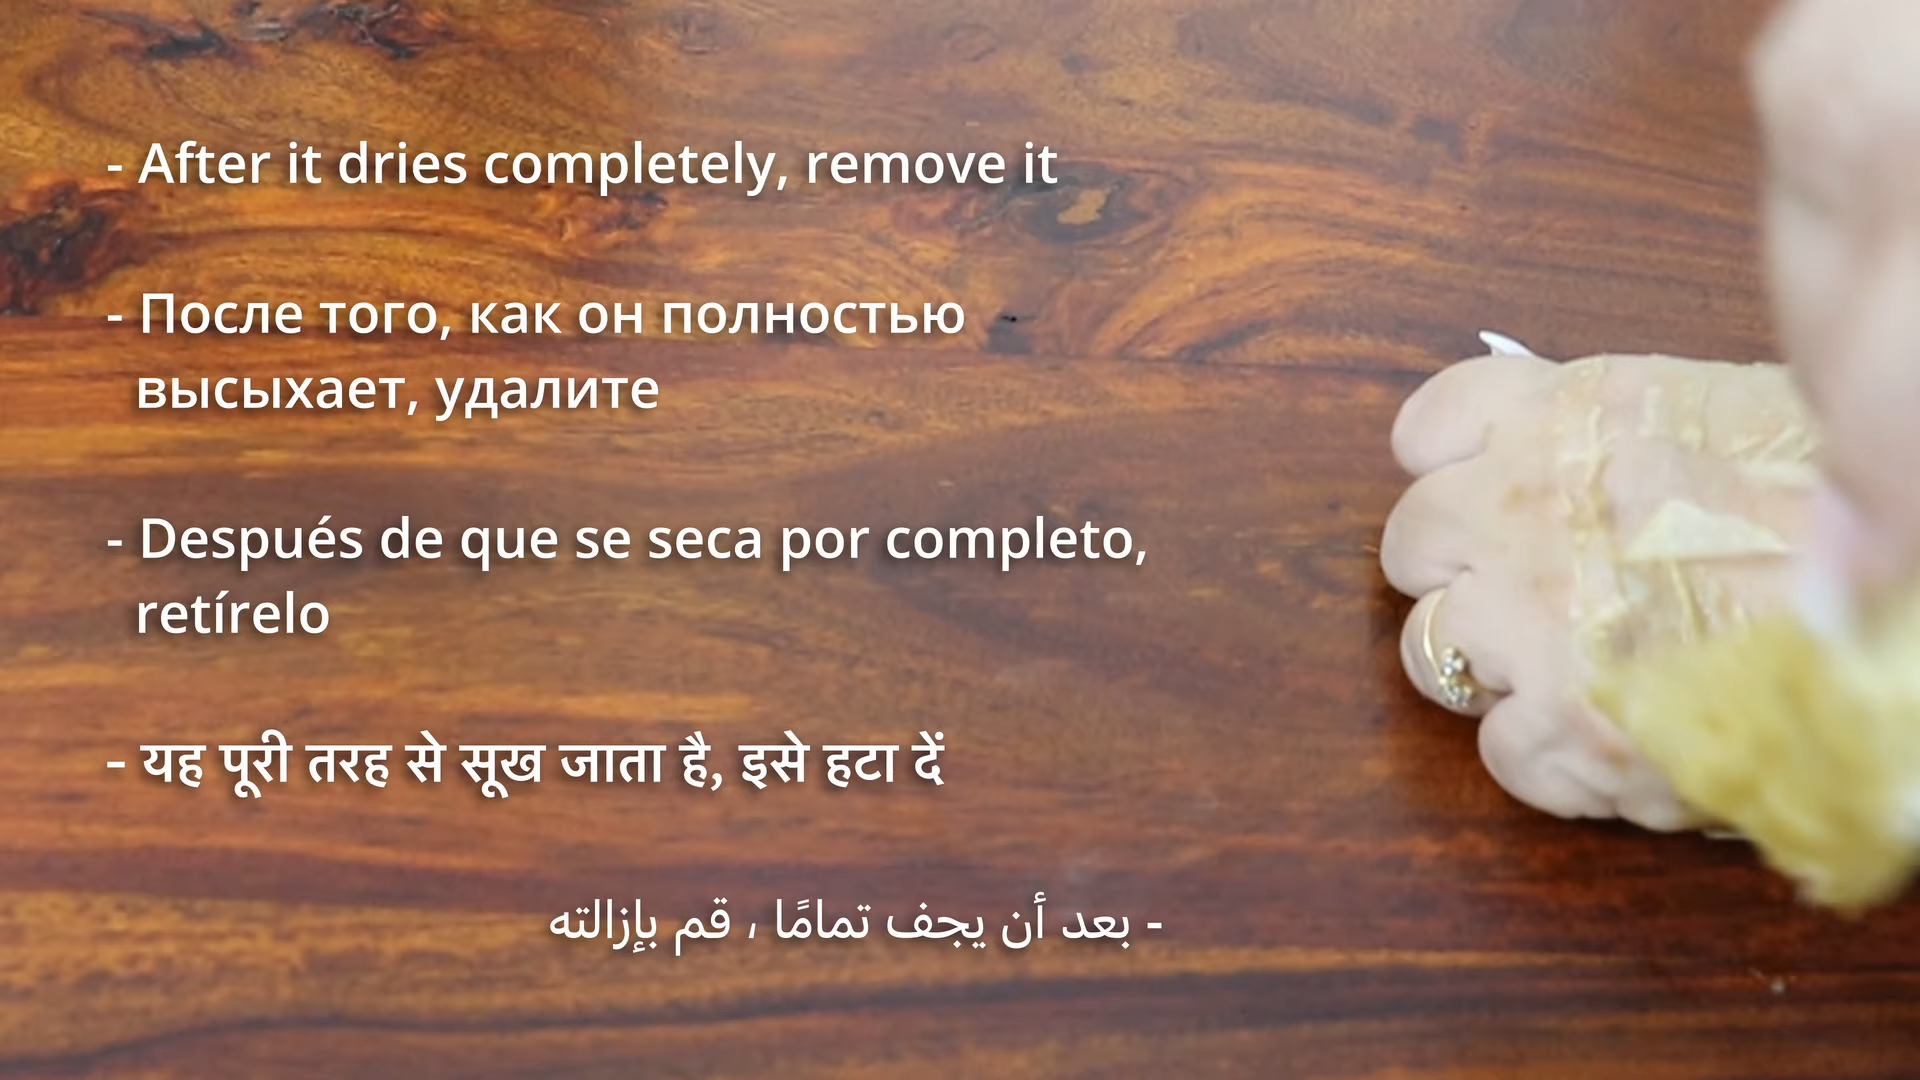 - After it dries completely, remove it
- После того, как он полностью
высыхает, удалите
- Después de que se seca por completo,
retírelo
- यह पूरी तरह से सूख जाता है, इसे हटा दें
- بعد أن يجف تمامًا ، قم بإزالته